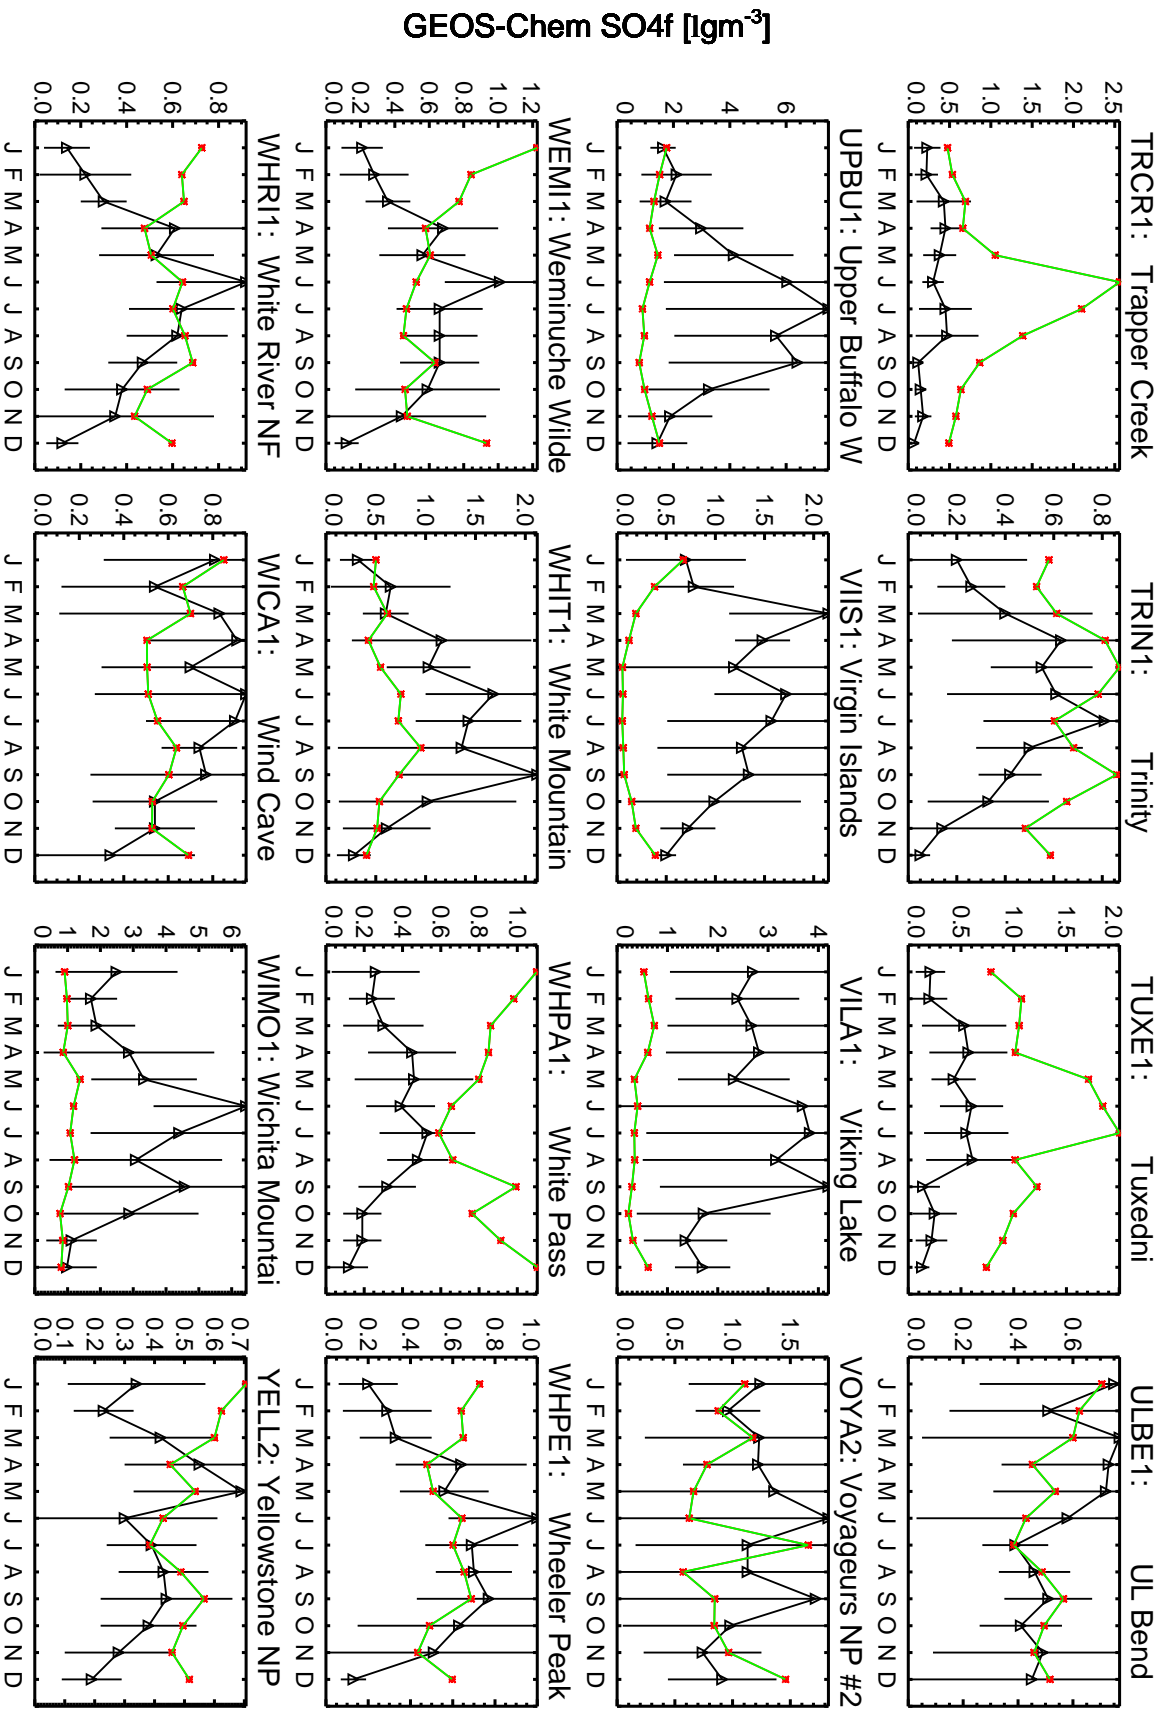 GEOS-Chem SO4f [Igm-3]
TRCR1: Trapper Creek
0.0 0.5 1.0 1.5 2.0 2.5
J F M A M J J A S O N D
TRIN1: Trinity
0.0 0.2 0.4 0.6 0.8
J F M A M J J A S O N D
TUXE1: Tuxedni
0.0 0.5 1.0 1.5 2.0
J F M A M J J A S O N D
ULBE1: UL Bend
0.0 0.2 0.4 0.6
J F M A M J J A S O N D
UPBU1: Upper Buffalo W
0 2 4 6
J F M A M J J A S O N D
VIIS1: Virgin Islands
0.0 0.5 1.0 1.5 2.0
J F M A M J J A S O N D
VILA1: Viking Lake
0 1 2 3 4
J F M A M J J A S O N D
VOYA2: Voyageurs NP #2
0.0 0.5 1.0 1.5
J F M A M J J A S O N D
WEMI1: Weminuche Wilde
0.0 0.2 0.4 0.6 0.8 1.0 1.2
J F M A M J J A S O N D
WHIT1: White Mountain
0.0 0.5 1.0 1.5 2.0
J F M A M J J A S O N D
WHPA1: White Pass
0.0 0.2 0.4 0.6 0.8 1.0
J F M A M J J A S O N D
WHPE1: Wheeler Peak
0.0 0.2 0.4 0.6 0.8 1.0
J F M A M J J A S O N D
WHRI1: White River NF
0.0 0.2 0.4 0.6 0.8
J F M A M J J A S O N D
WICA1: Wind Cave
0.0 0.2 0.4 0.6 0.8
J F M A M J J A S O N D
WIMO1: Wichita Mountai
0 1 2 3 4 5 6
J F M A M J J A S O N D
YELL2: Yellowstone NP
0.0 0.1 0.2 0.3 0.4 0.5 0.6 0.7
J F M A M J J A S O N D